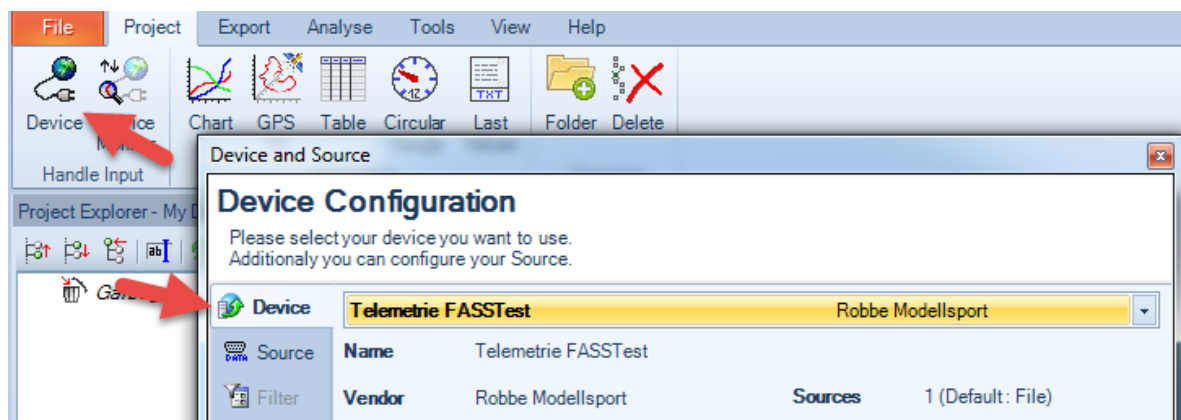 File Project Export Analyse Tools View Help
TXT
Device Chart GPS Table Circular Last Folder Delete
Handle Input
Device and Source
Project Explorer - My
Device Configuration
Please select your device you want to use.
Additionaly you can configure your Source.
Device Telemetrie FASSTest Robbe Modellsport
DATA Source Name Telemetrie FASSTest
Filter Vendor Robbe Modellsport Sources 1 (Default: File)